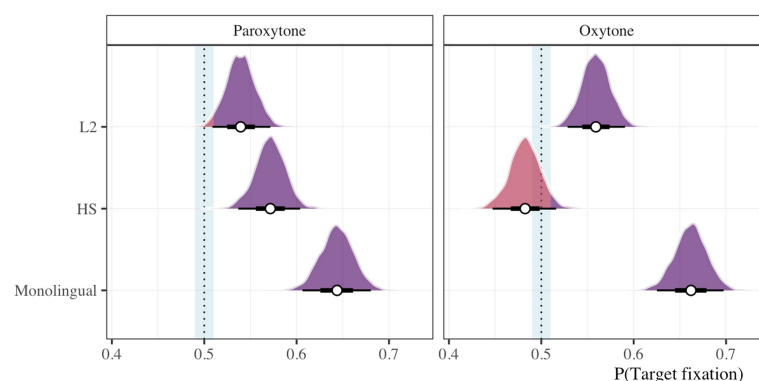 Paroxytone
Oxytone
L2
HS
Monolingual
0.4 0.5 0.6 0.7
0.4 0.5 0.6 0.7
P(Target fixation)